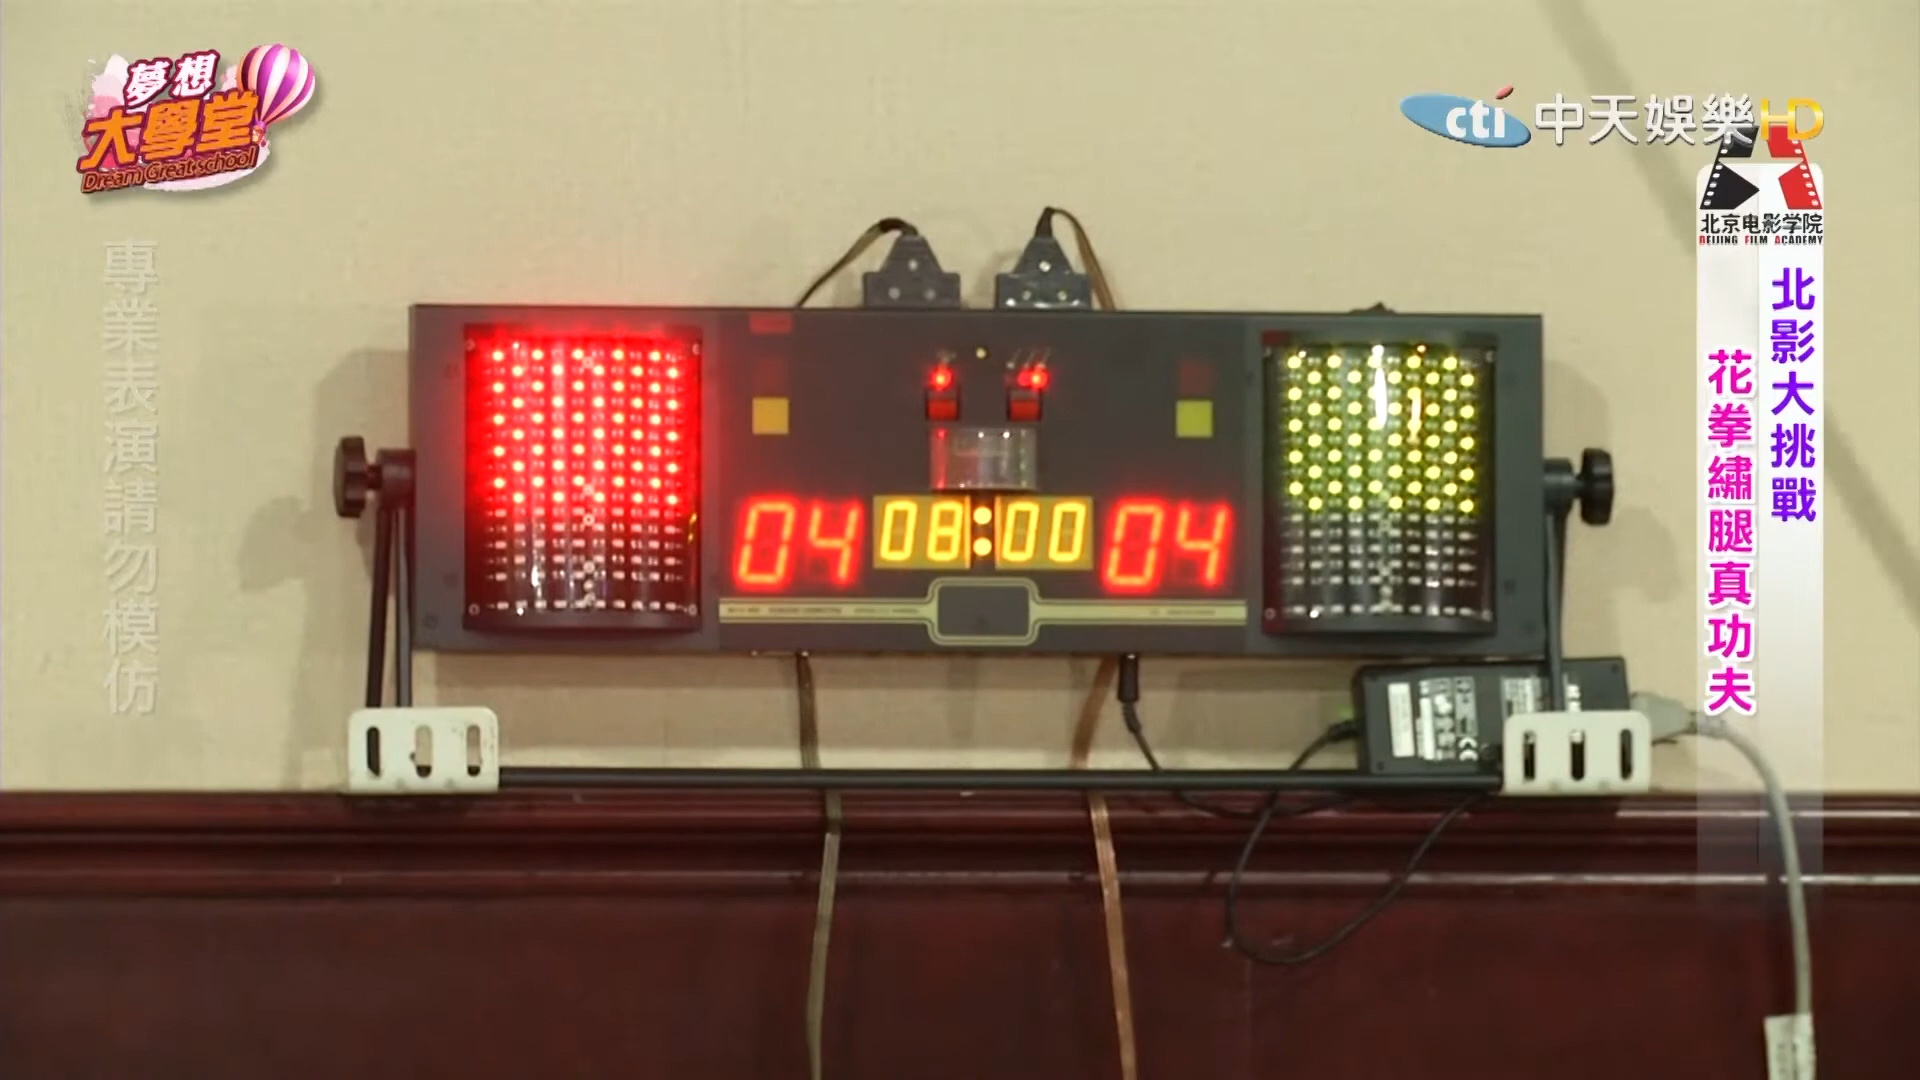 夢想
大學堂
Dream Great school
cti 中天娛樂 HD
北京电影学院
BEIJING FILM ACADEMY
北影大挑戰
花拳繡腿真功夫
專業表演請勿模仿
04 08:00 04